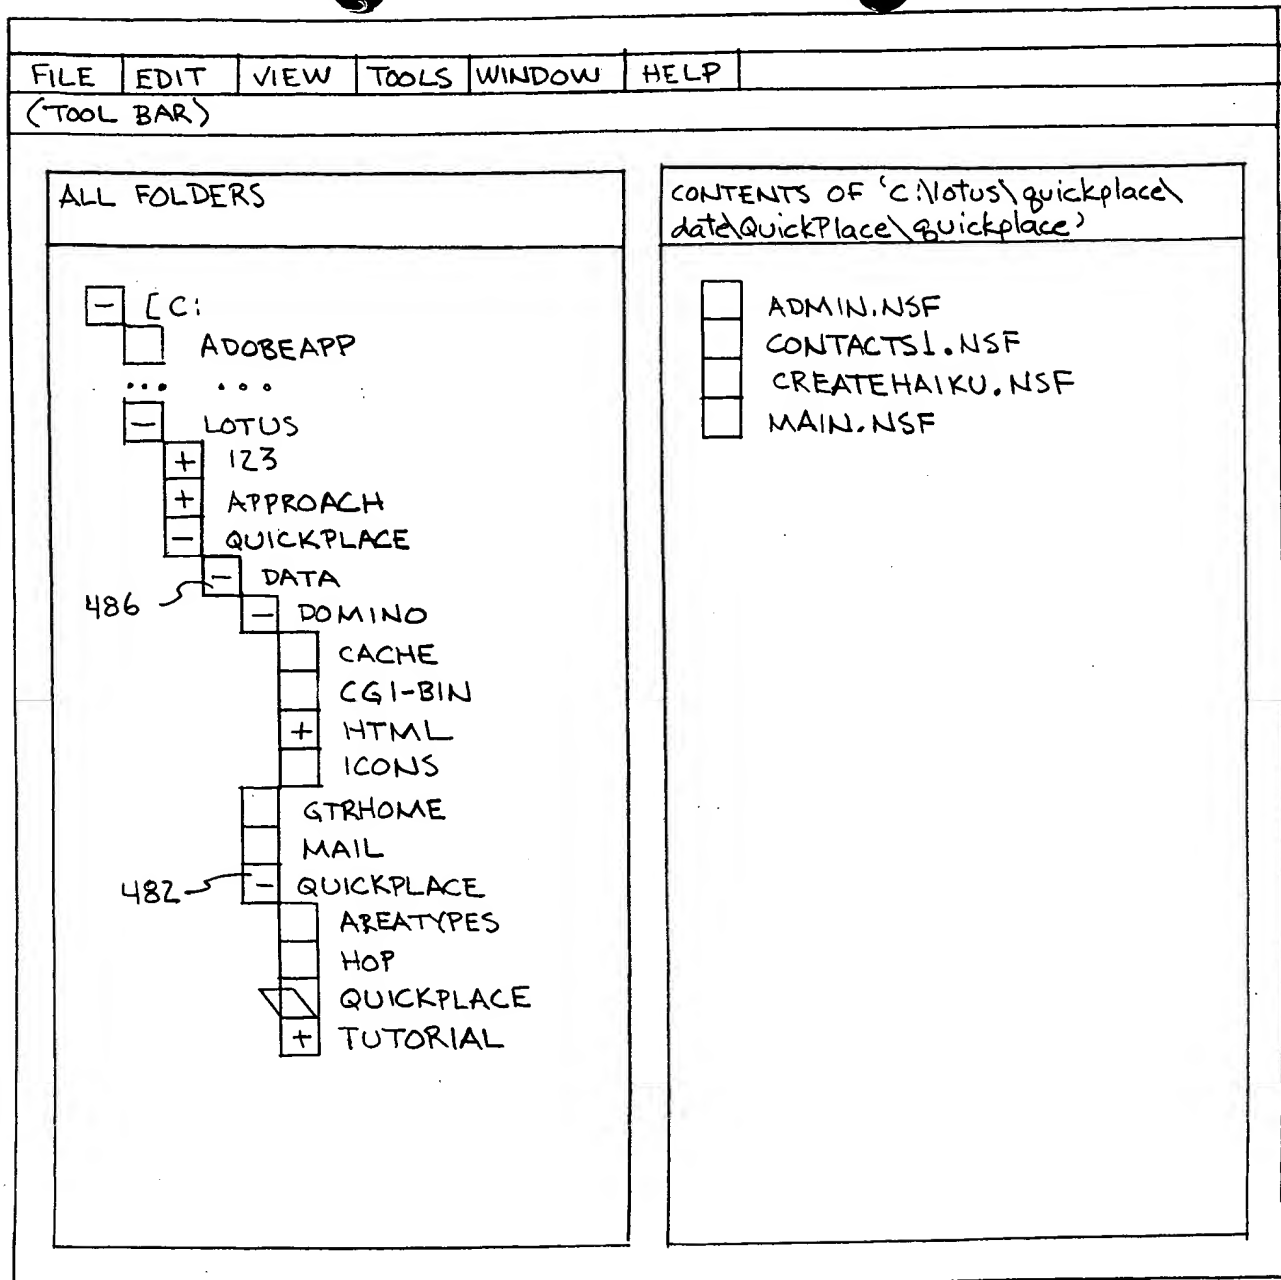 FILE EDIT VIEW TOOLS WINDOW HELP
(TOOL BAR)
ALL FOLDERS
[C:
ADOBEAPP
... ...
LOTUS
123
APPROACH
QUICKPLACE
DATA
486
DOMINO
CACHE
CGI-BIN
HTML
ICONS
GTRHOME
MAIL
482
QUICKPLACE
AREATYPES
HOP
QUICKPLACE
TUTORIAL
CONTENTS OF 'C:\lotus\quickplace\
date\QuickPlace\quickplace'
ADMIN.NSF
CONTACTS1.NSF
CREATEHAIKU.NSF
MAIN.NSF